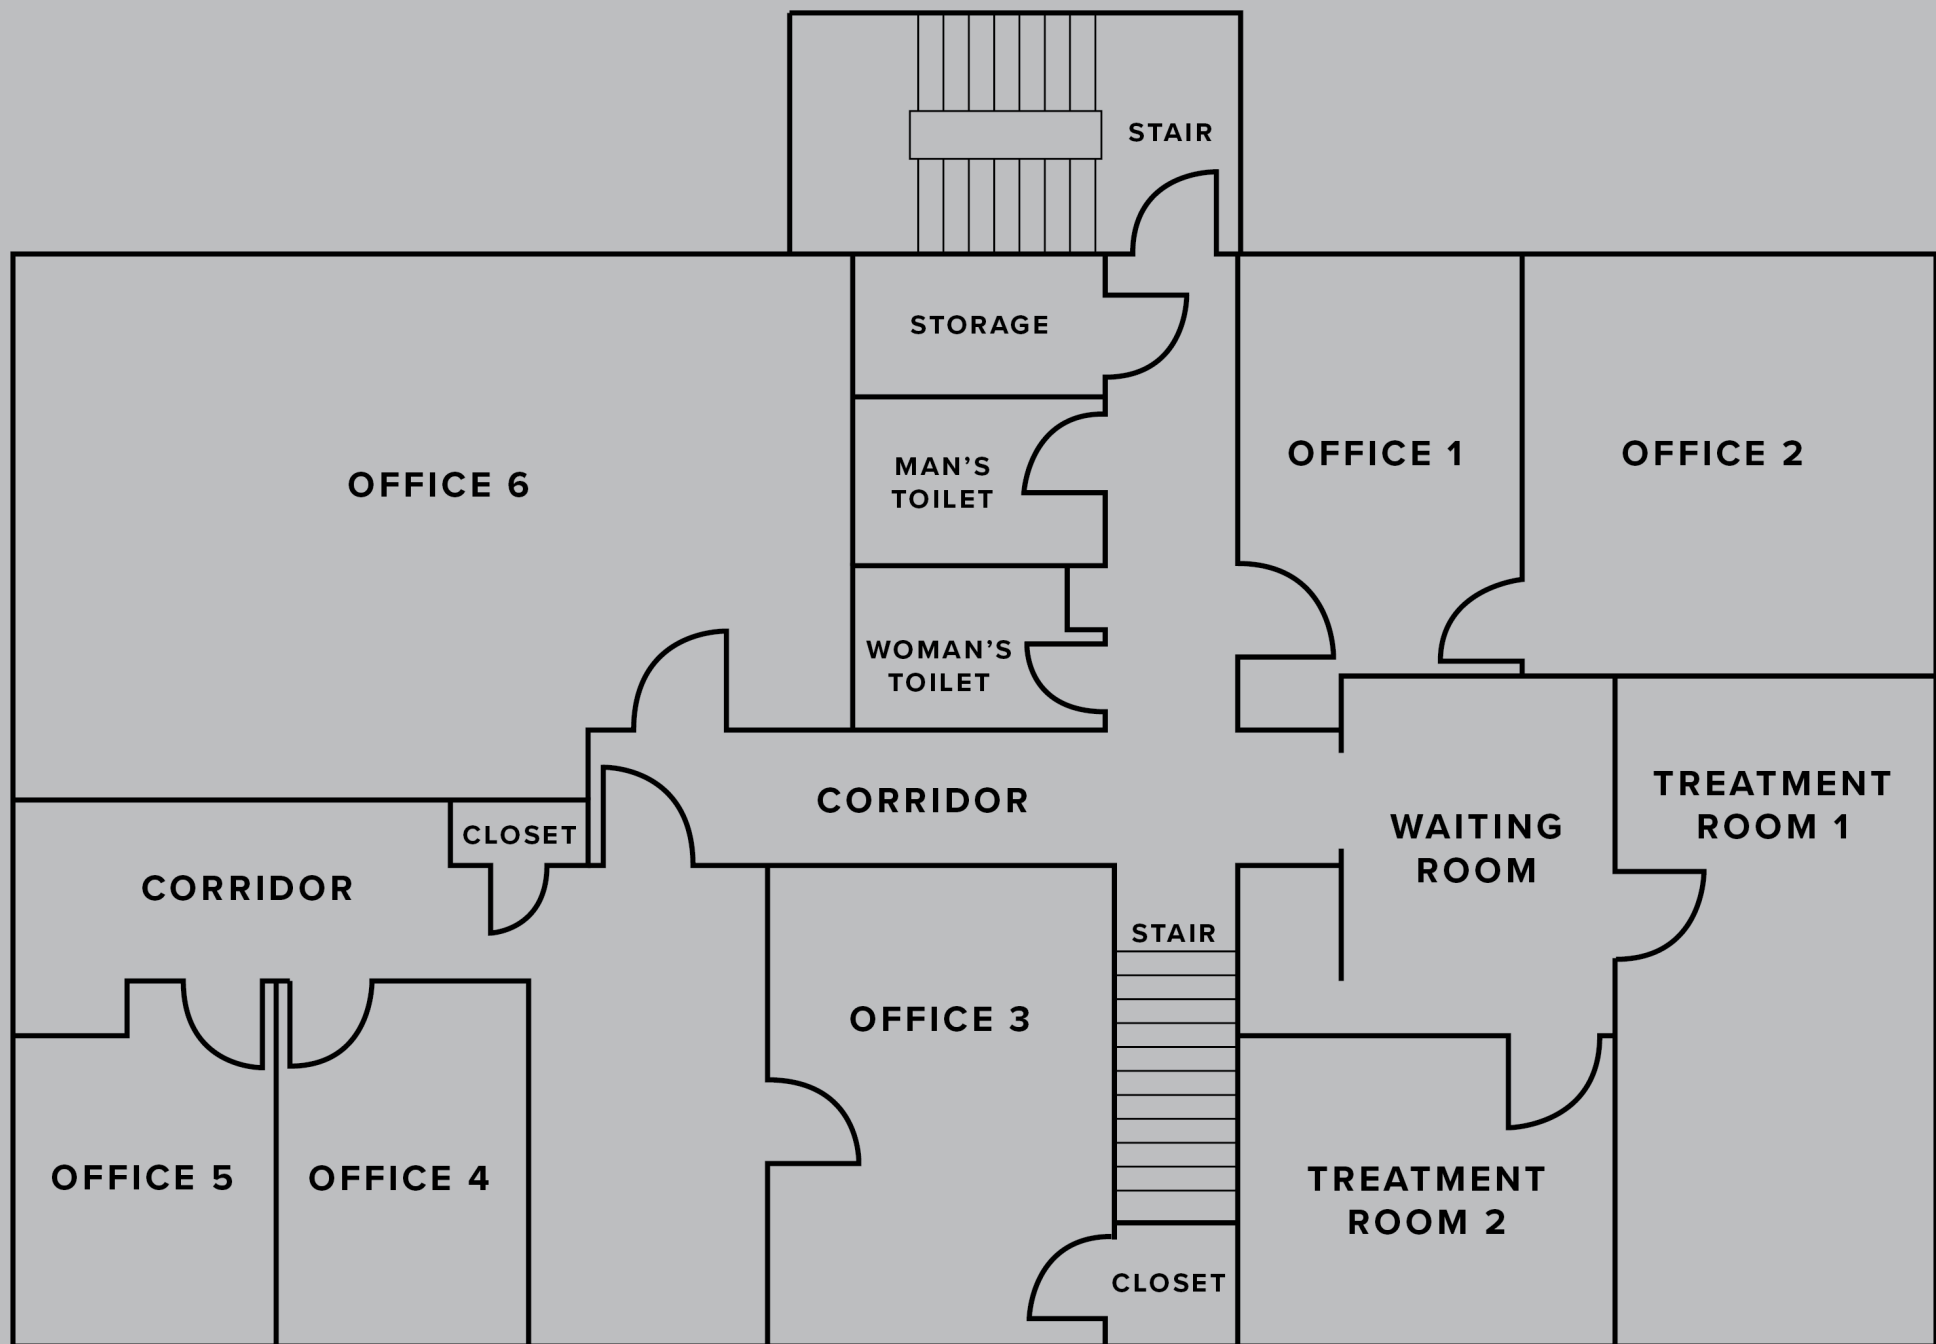 STAIR
STORAGE
MAN'S
TOILET
OFFICE 1
OFFICE 2
OFFICE 6
WOMAN'S
TOILET
CORRIDOR
TREATMENT
ROOM 1
WAITING
ROOM
CLOSET
CORRIDOR
STAIR
OFFICE 3
OFFICE 5
OFFICE 4
TREATMENT
ROOM 2
CLOSET